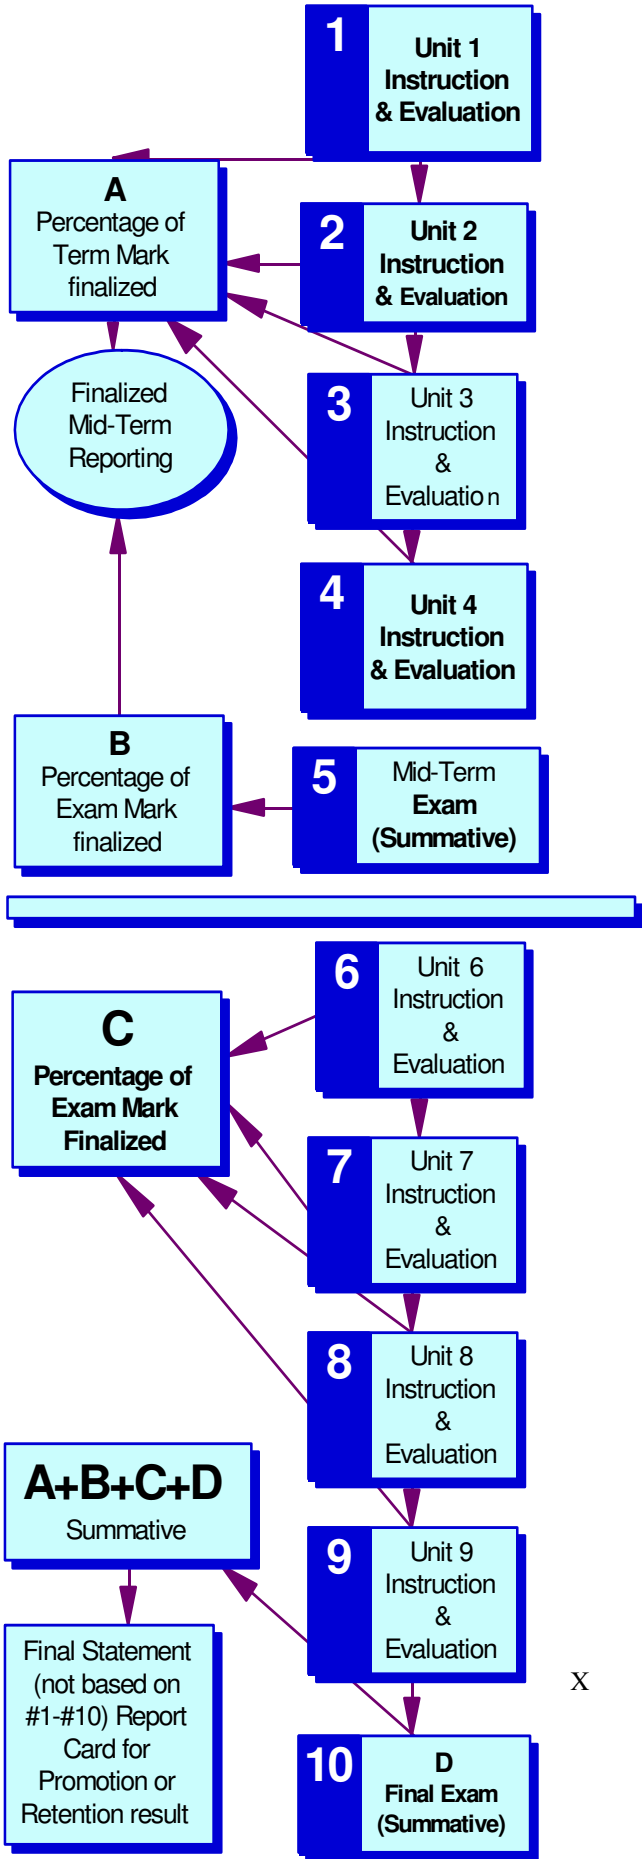 1
Unit 1
Instruction
& Evaluation
A
Percentage of
Term Mark
finalized
2
Unit 2
Instruction
& Evaluation
Finalized
Mid-Term
Reporting
3
Unit 3
Instruction
&
Evaluation
4
Unit 4
Instruction
& Evaluation
B
Percentage of
Exam Mark
finalized
5
Mid-Term
Exam
(Summative)
6
Unit 6
Instruction
&
Evaluation
C
Percentage of
Exam Mark
Finalized
7
Unit 7
Instruction
&
Evaluation
8
Unit 8
Instruction
&
Evaluation
A+B+C+D
Summative
9
Unit 9
Instruction
&
Evaluation
Final Statement
(not based on
#1-#10) Report
Card for
Promotion or
Retention result
X
10
D
Final Exam
(Summative)